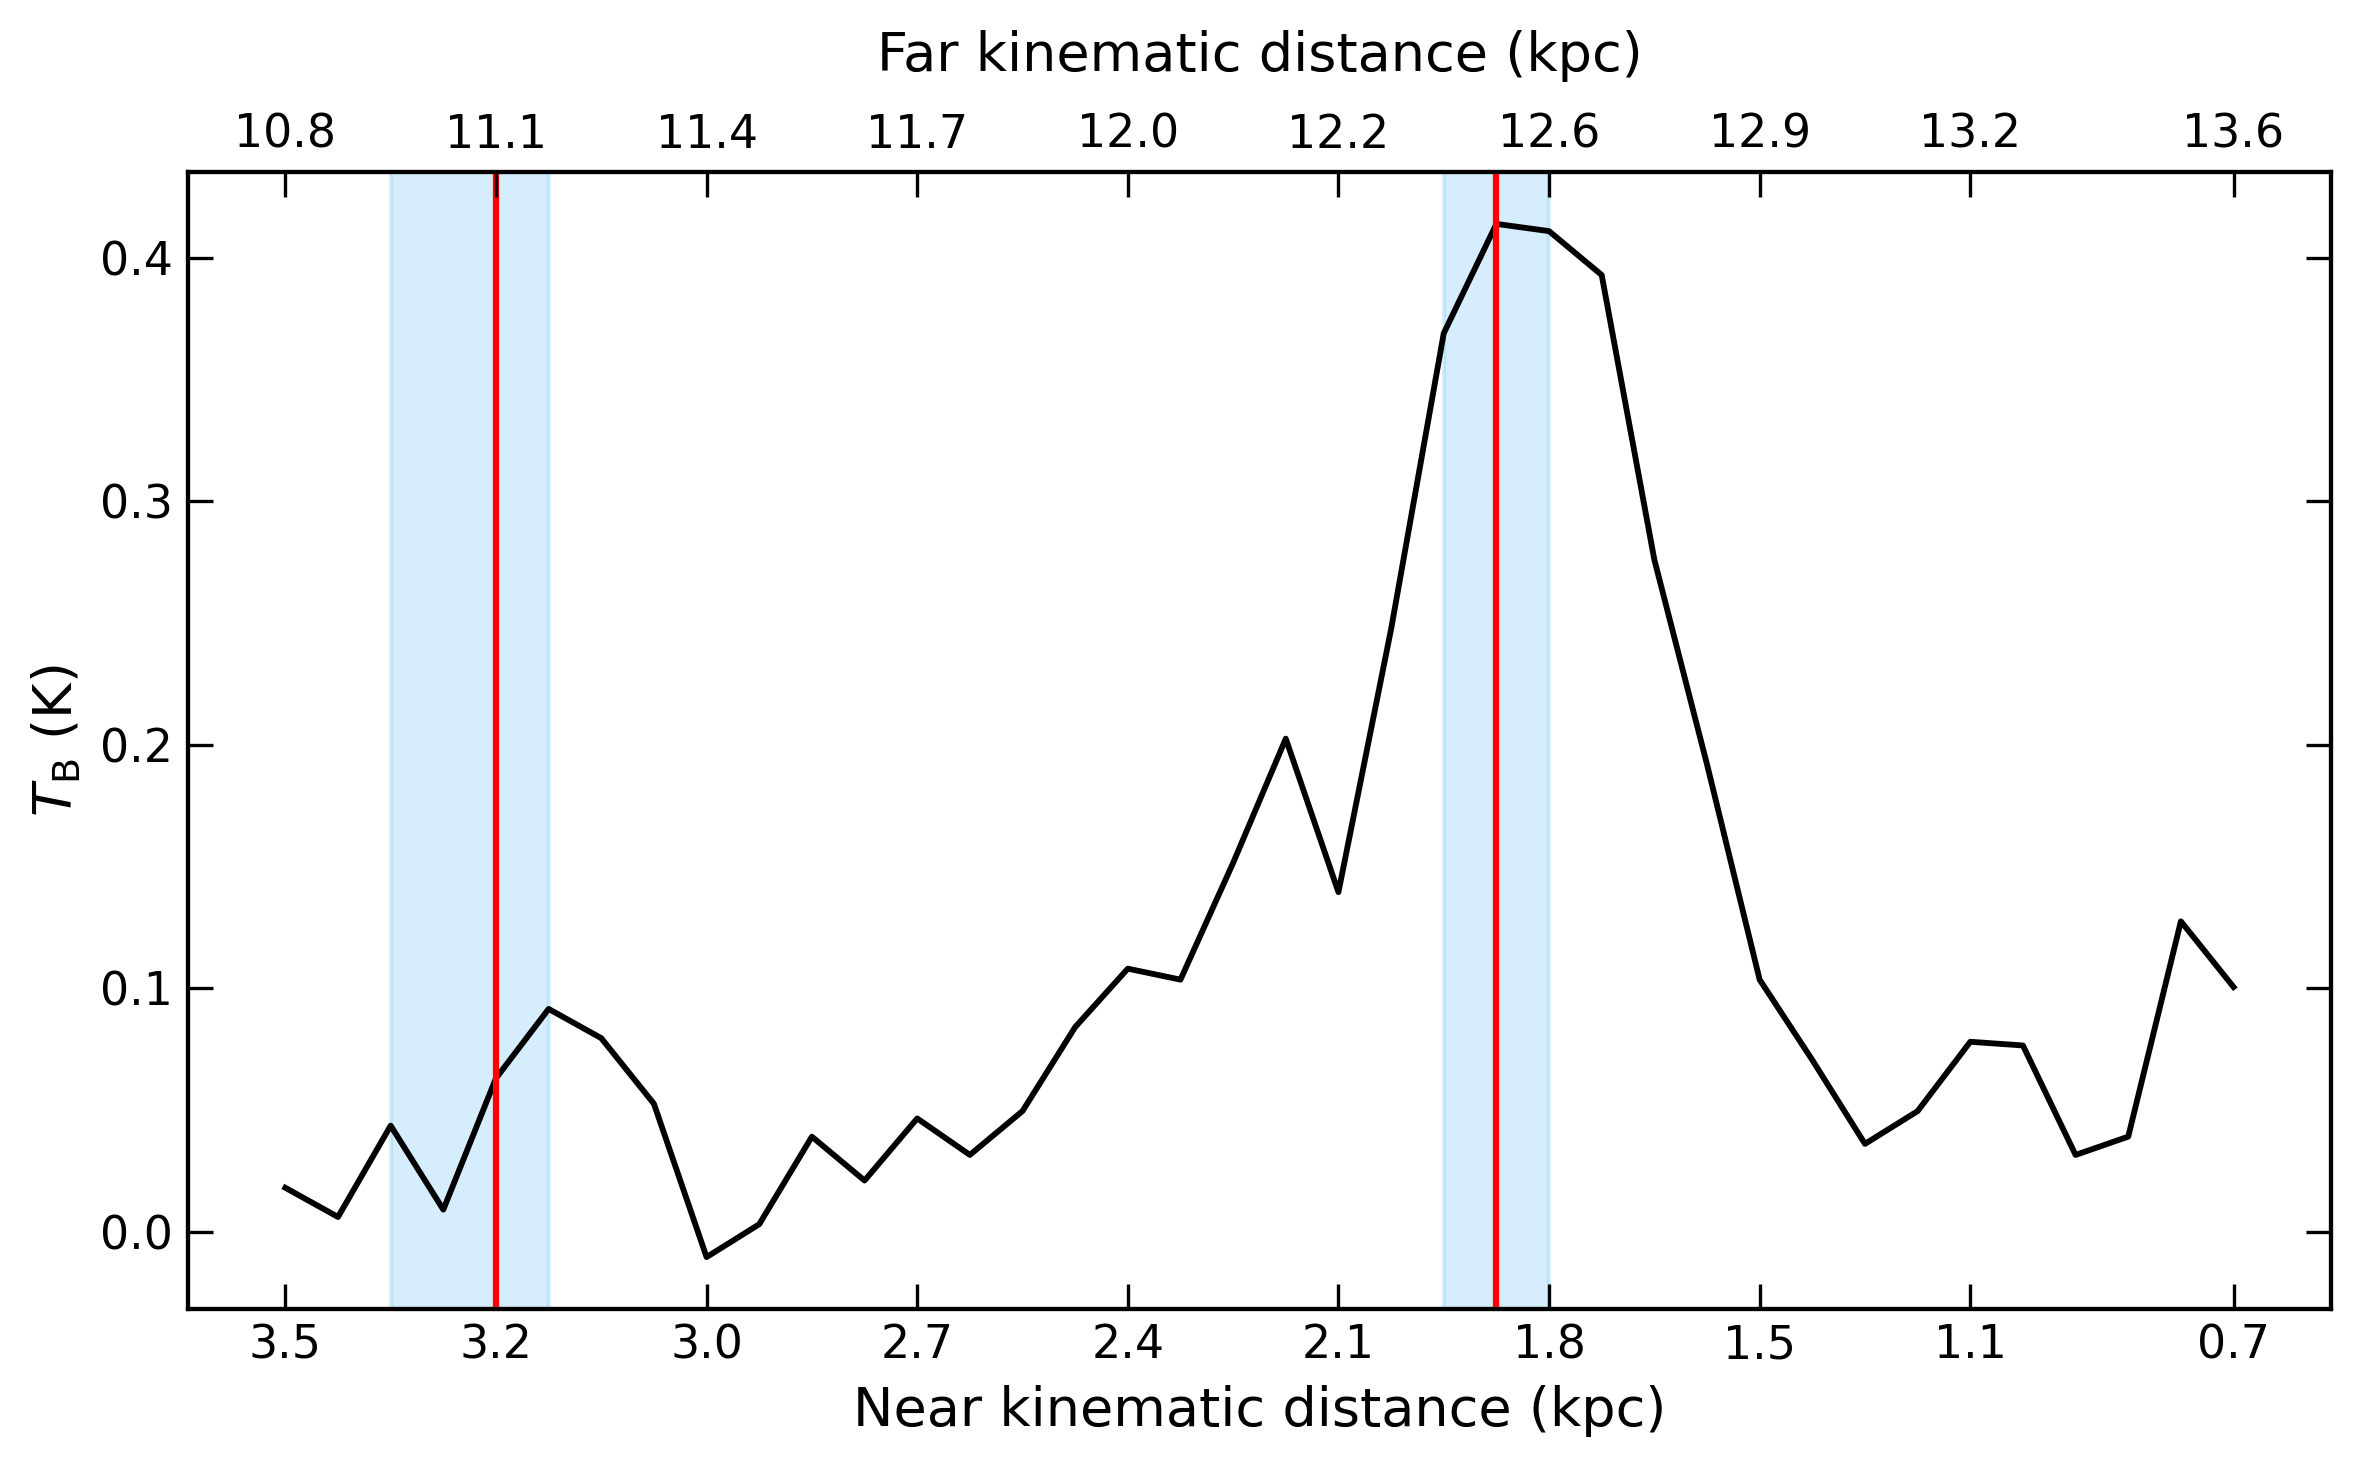 Far kinematic distance (kpc)
10.8 11.1 11.4 11.7 12.0 12.2 12.6 12.9 13.2 13.6
T_B (K)
0.4
0.3
0.2
0.1
0.0
3.5 3.2 3.0 2.7 2.4 2.1 1.8 1.5 1.1 0.7
Near kinematic distance (kpc)